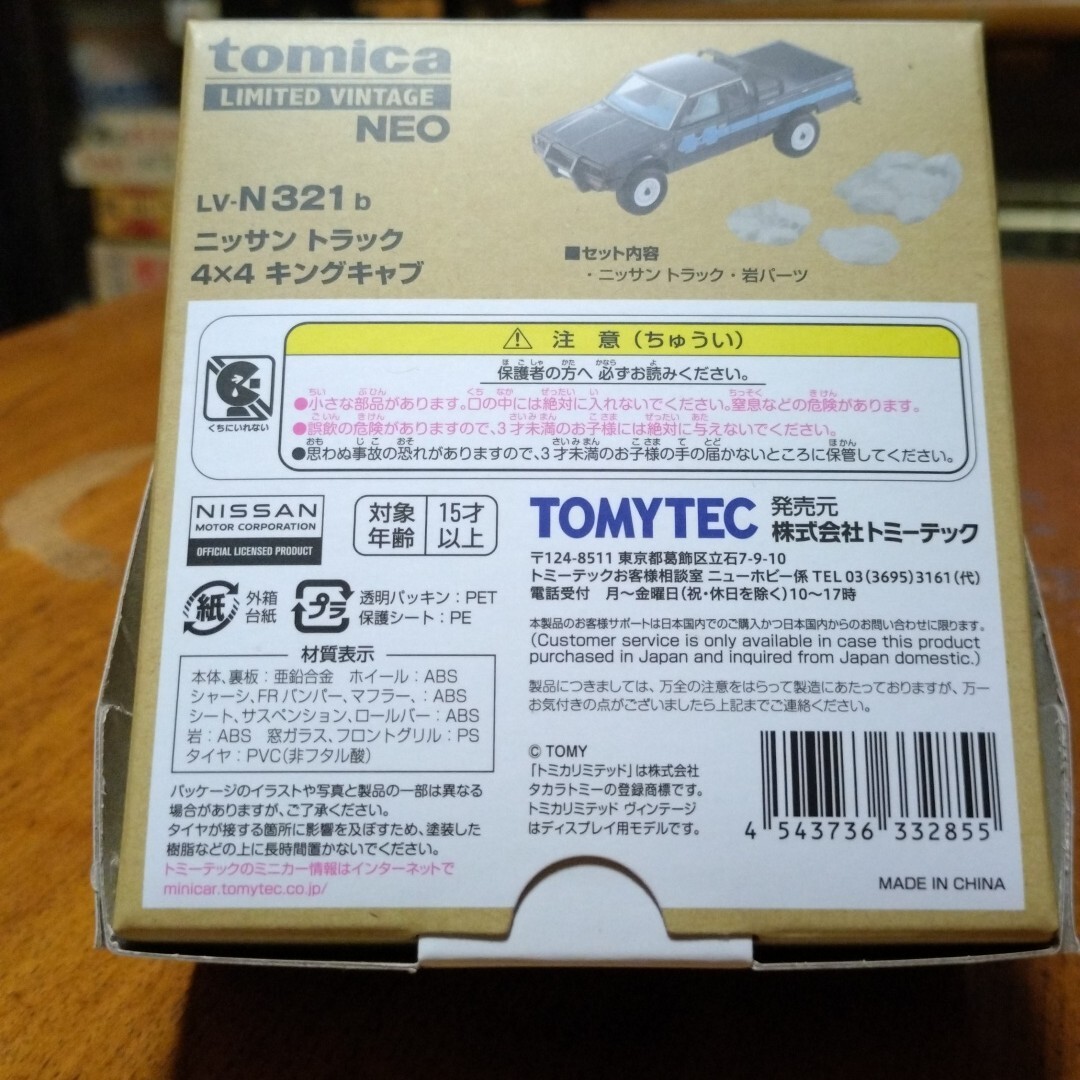 tomica
LIMITED VINTAGE
NEO
LV-N321b
ニッサン トラック
4×4 キングキャブ
■セット内容
・ニッサン トラック・岩パーツ
くちにいれない
⚠ 注 意（ちゅうい）
保護者の方へ 必ずお読みください。
●小さな部品があります。口の中には絶対に入れないでください。窒息などの危険があります。
●誤飲の危険がありますので、3才未満のお子様には絶対に与えないでください。
●思わぬ事故の恐れがありますので、3才未満のお子様の手の届かないところに保管してください。
NISSAN
MOTOR CORPORATION
OFFICIAL LICENSED PRODUCT
対象年齢 15才以上
紙 外箱 台紙
プラ 透明パッキン：PET
保護シート：PE
材質表示
本体、裏板：亜鉛合金 ホイール：ABS
シャーシ、FRバンパー、マフラー、：ABS
シート、サスペンション、ロールバー：ABS
岩：ABS 窓ガラス、フロントグリル：PS
タイヤ：PVC（非フタル酸）
パッケージのイラストや写真と製品の一部は異なる
場合がありますが、ご了承ください。
タイヤが接する箇所に影響を及ぼすため、塗装した
樹脂などの上に長時間置かないでください。
トミーテックのミニカー情報はインターネットで
minicar.tomytec.co.jp/
TOMYTEC 発売元
株式会社トミーテック
〒124-8511 東京都葛飾区立石7-9-10
トミーテックお客様相談室 ニューホビー係 TEL 03(3695)3161(代)
電話受付 月～金曜日（祝・休日を除く）10～17時
本製品のお客様サポートは日本国内でのご購入かつ日本国内からのお問い合わせに限ります。
(Customer service is only available in case this product
purchased in Japan and inquired from Japan domestic.)
製品につきましては、万全の注意をはらって製造にあたっておりますが、万一
お気付きの点がございましたら上記までご連絡ください。
© TOMY
「トミカリミテッド」は株式会社
タカラトミーの登録商標です。
トミカリミテッド ヴィンテージ
はディスプレイ用モデルです。
4 543736 332855
MADE IN CHINA